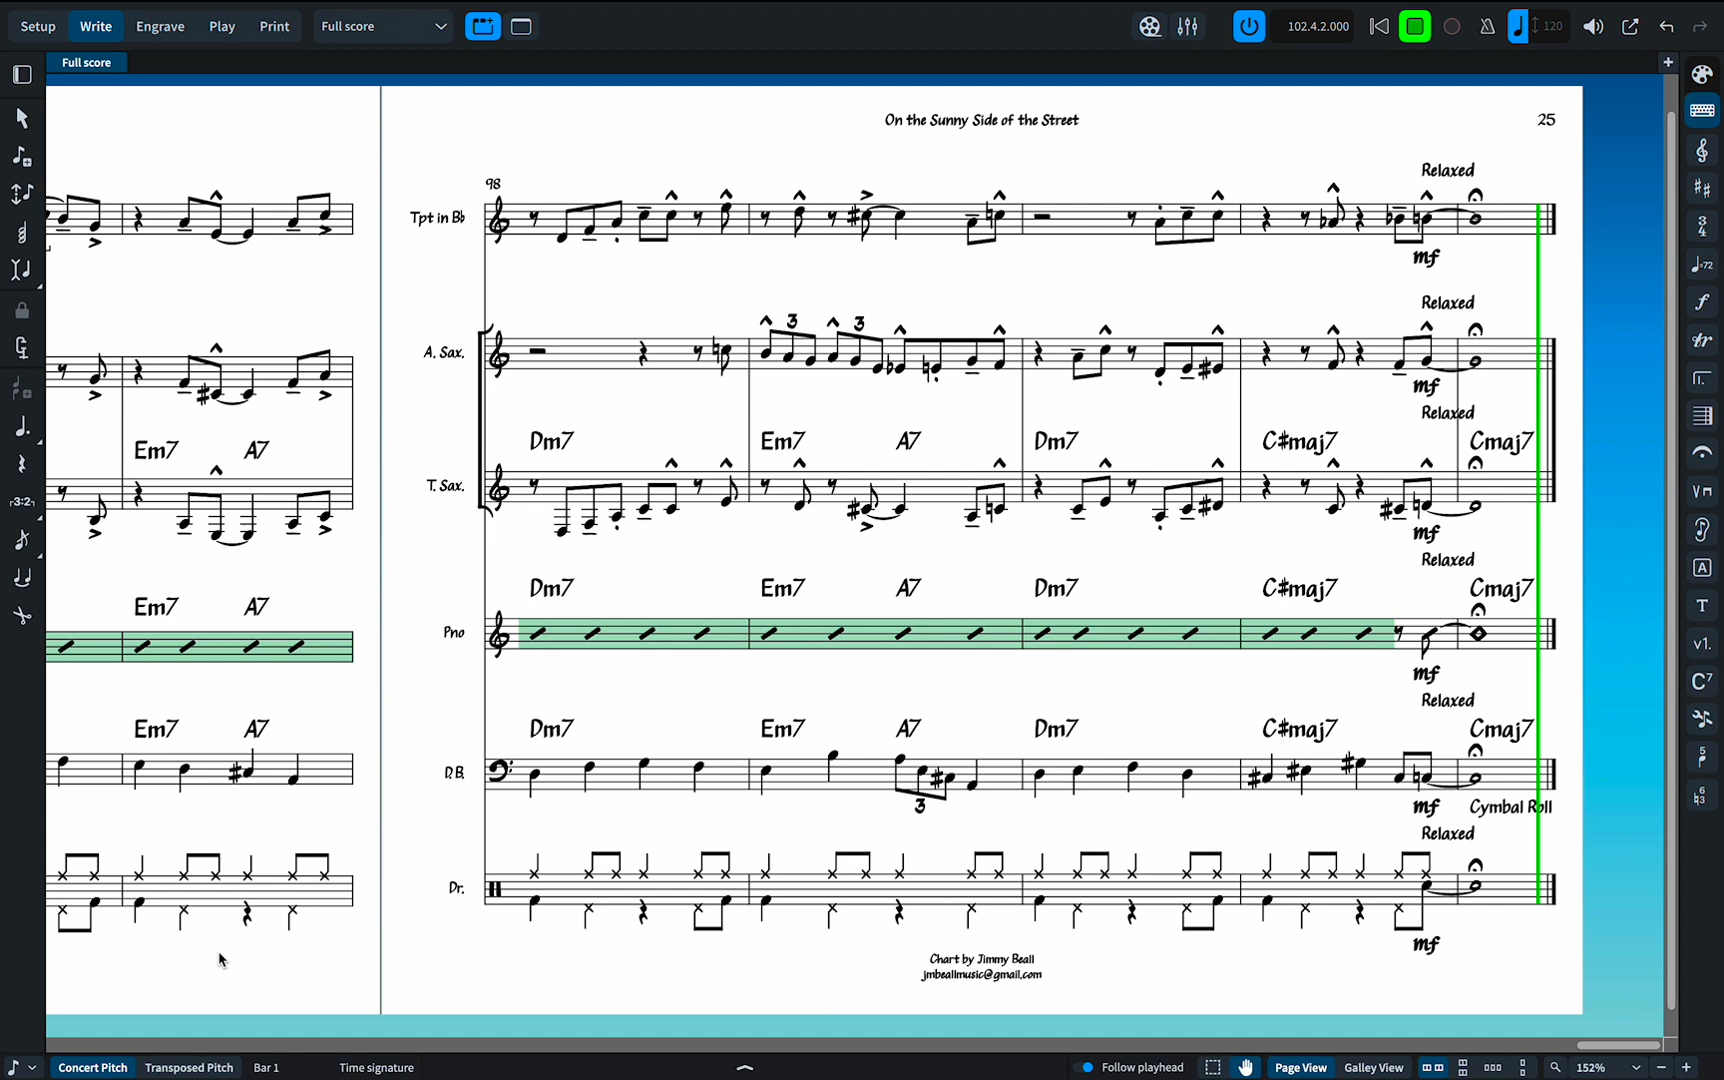 Setup Write Engrave Play Print Full score 102.4.2.000 120
Full score
On the Sunny Side of the Street 25
Relaxed
98
Tpt in B♭
mf
Relaxed
3 3
A. Sax.
mf
Relaxed
Em7 A7 Dm7 Em7 A7 Dm7 C#maj7 Cmaj7
T. Sax.
mf
Relaxed
Em7 A7 Dm7 Em7 A7 Dm7 C#maj7 Cmaj7
Pno
mf
Relaxed
Em7 A7 Dm7 Em7 A7 Dm7 C#maj7 Cmaj7
D.B.
3 mf Cymbal Roll
Relaxed
Dr.
mf
Chart by Jimmy Beall
jmbeallmusic@gmail.com
Concert Pitch Transposed Pitch Bar 1 Time signature Follow playhead Page View Galley View 152%